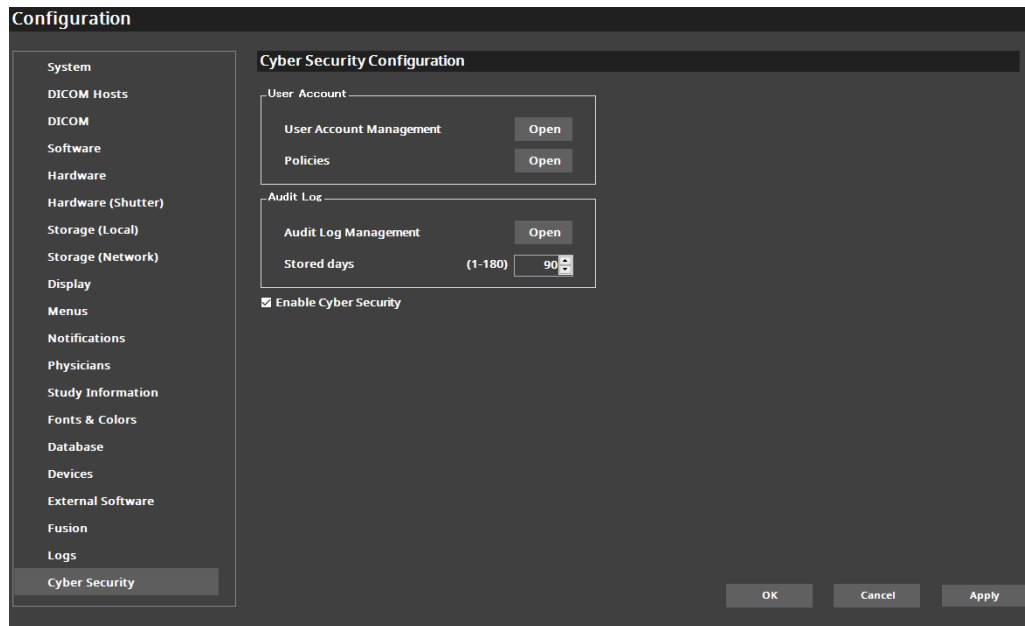 Configuration
System
DICOM Hosts
DICOM
Software
Hardware
Hardware (Shutter)
Storage (Local)
Storage (Network)
Display
Menus
Notifications
Physicians
Study Information
Fonts & Colors
Database
Devices
External Software
Fusion
Logs
Cyber Security
Cyber Security Configuration
User Account
User Account Management Open
Policies Open
Audit Log
Audit Log Management Open
Stored days (1-180) 90
Enable Cyber Security
OK Cancel Apply